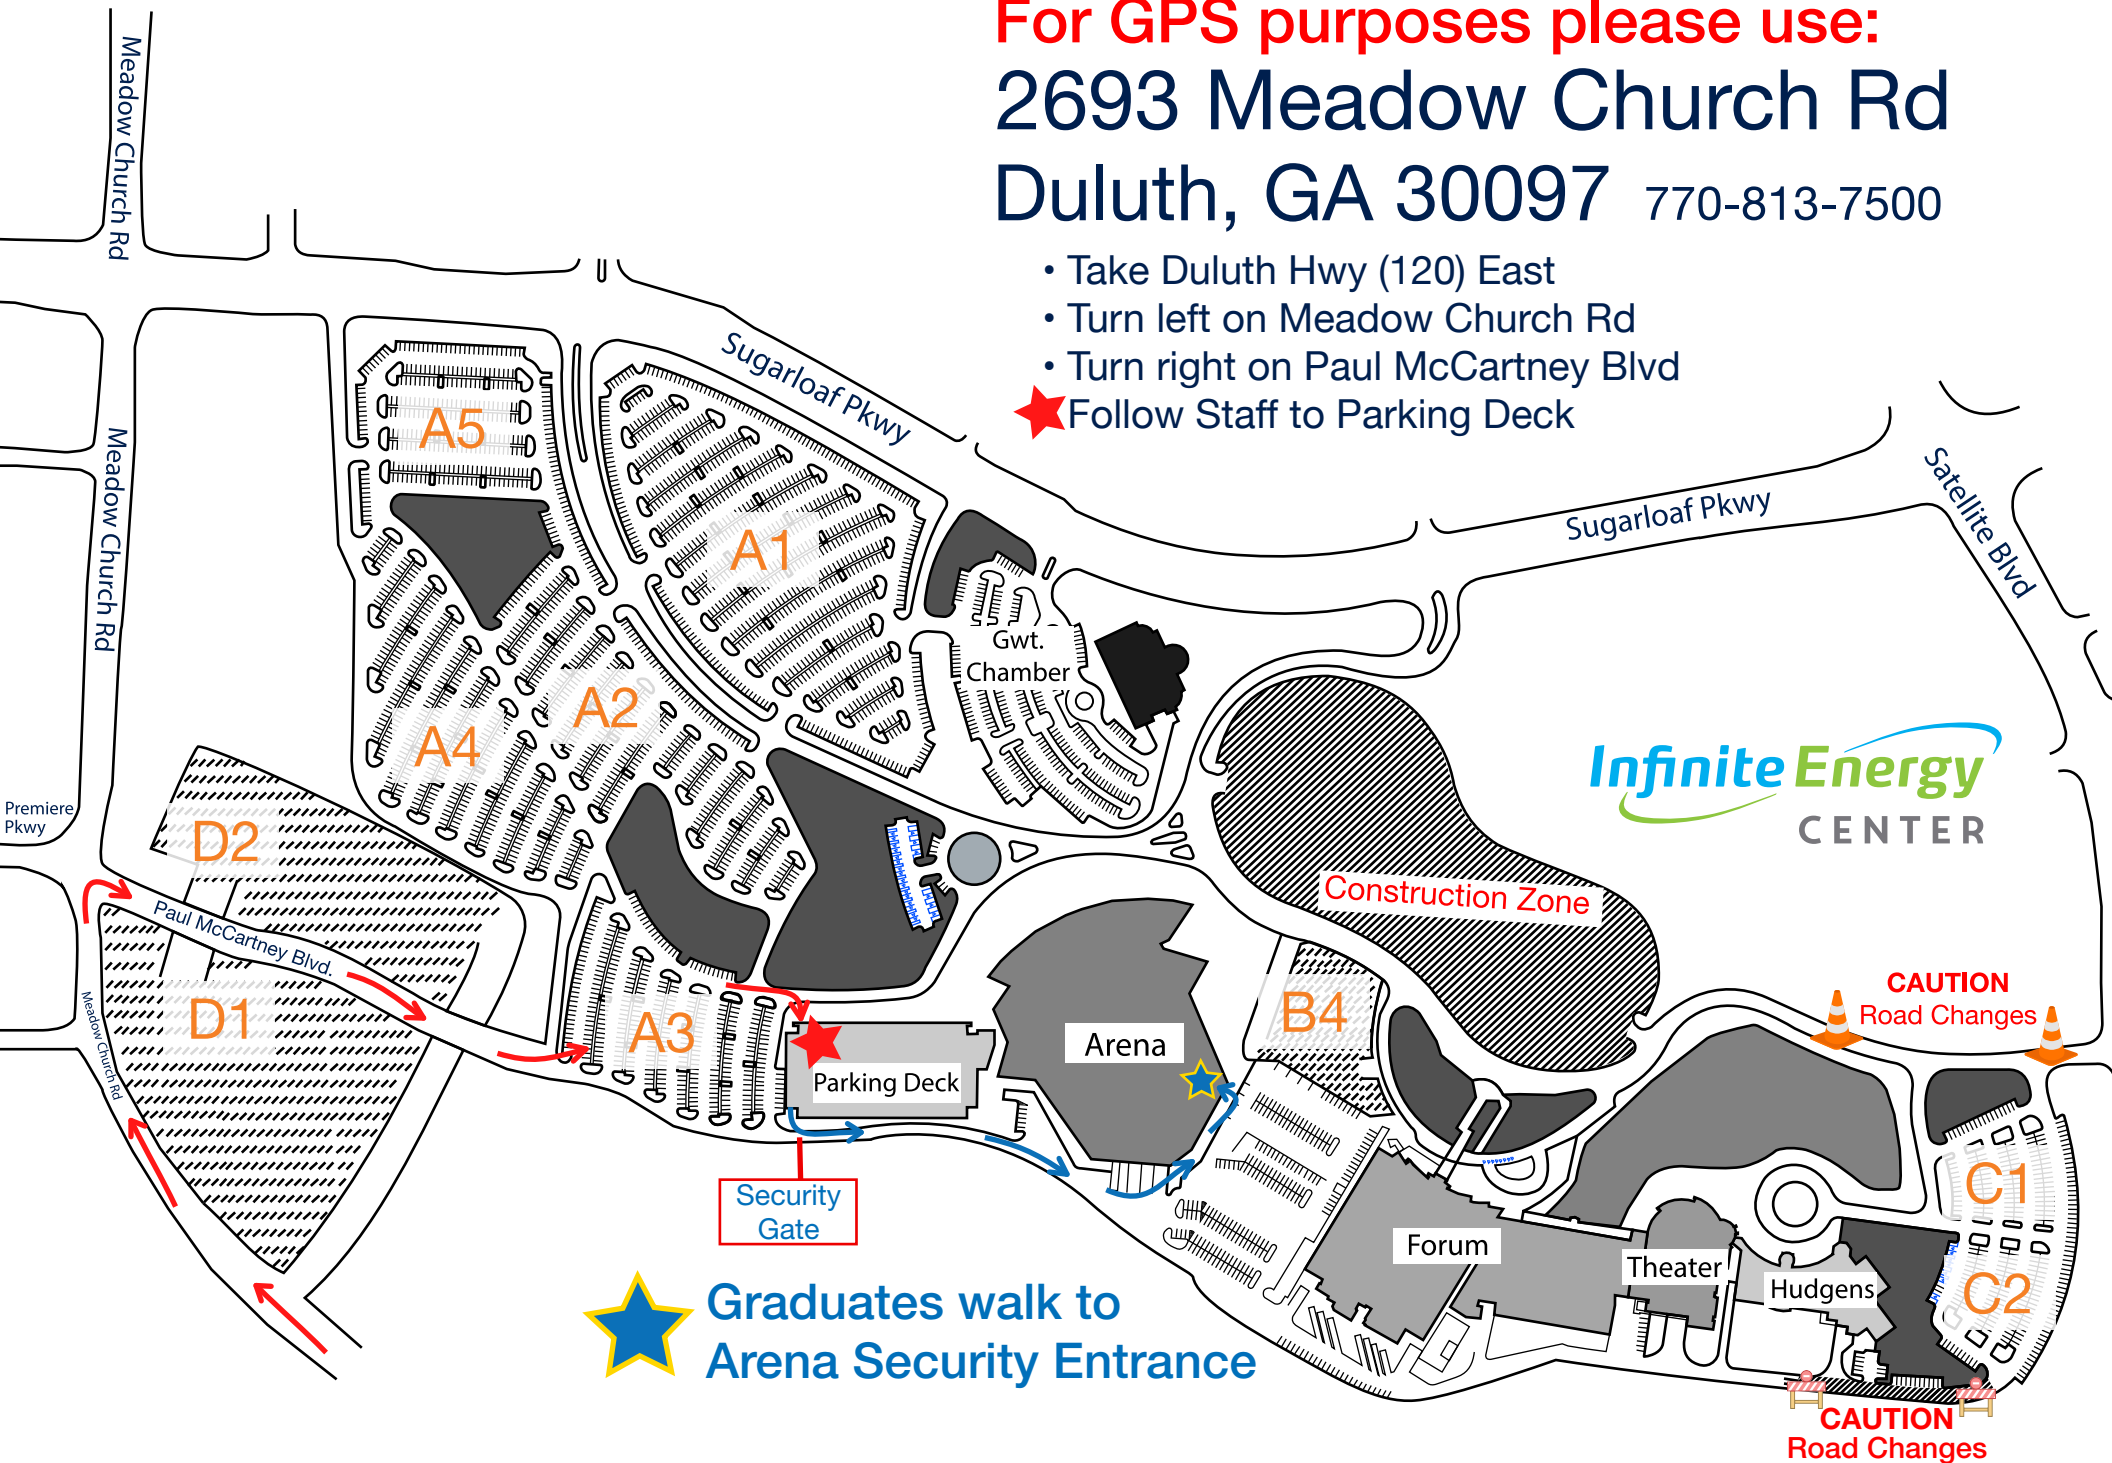 For GPS purposes please use:
2693 Meadow Church Rd
Duluth, GA 30097 770-813-7500
• Take Duluth Hwy (120) East
• Turn left on Meadow Church Rd
• Turn right on Paul McCartney Blvd
Follow Staff to Parking Deck
Meadow Church Rd
Sugarloaf Pkwy
Sugarloaf Pkwy
Satellite Blvd
Meadow Church Rd
A5
A1
Gwt.
Chamber
A2
A4
Infinite Energy
CENTER
Premiere
Pkwy
D2
Construction Zone
Paul McCartney Blvd.
D1
Meadow Church Rd
A3
B4
CAUTION
Road Changes
Arena
Parking Deck
Security
Gate
C1
Forum
Theater
Hudgens
C2
Graduates walk to
Arena Security Entrance
CAUTION
Road Changes